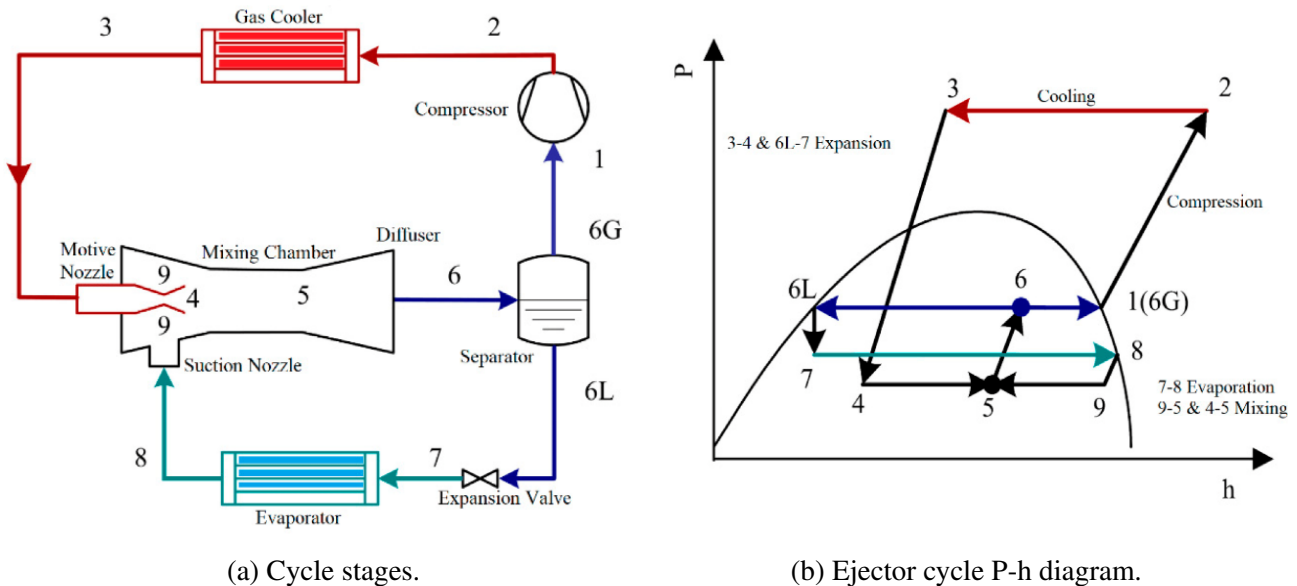 Gas Cooler
3
2
Compressor
1
6G
Diffuser
Mixing Chamber
Motive
Nozzle
9
4
5
9
6
Suction Nozzle
Separator
6L
8
7
Expansion Valve
Evaporator
(a) Cycle stages.
P
3
Cooling
2
3-4 & 6L-7 Expansion
Compression
6L
6
1(6G)
7
8
4
5
9
7-8 Evaporation
9-5 & 4-5 Mixing
h
(b) Ejector cycle P-h diagram.